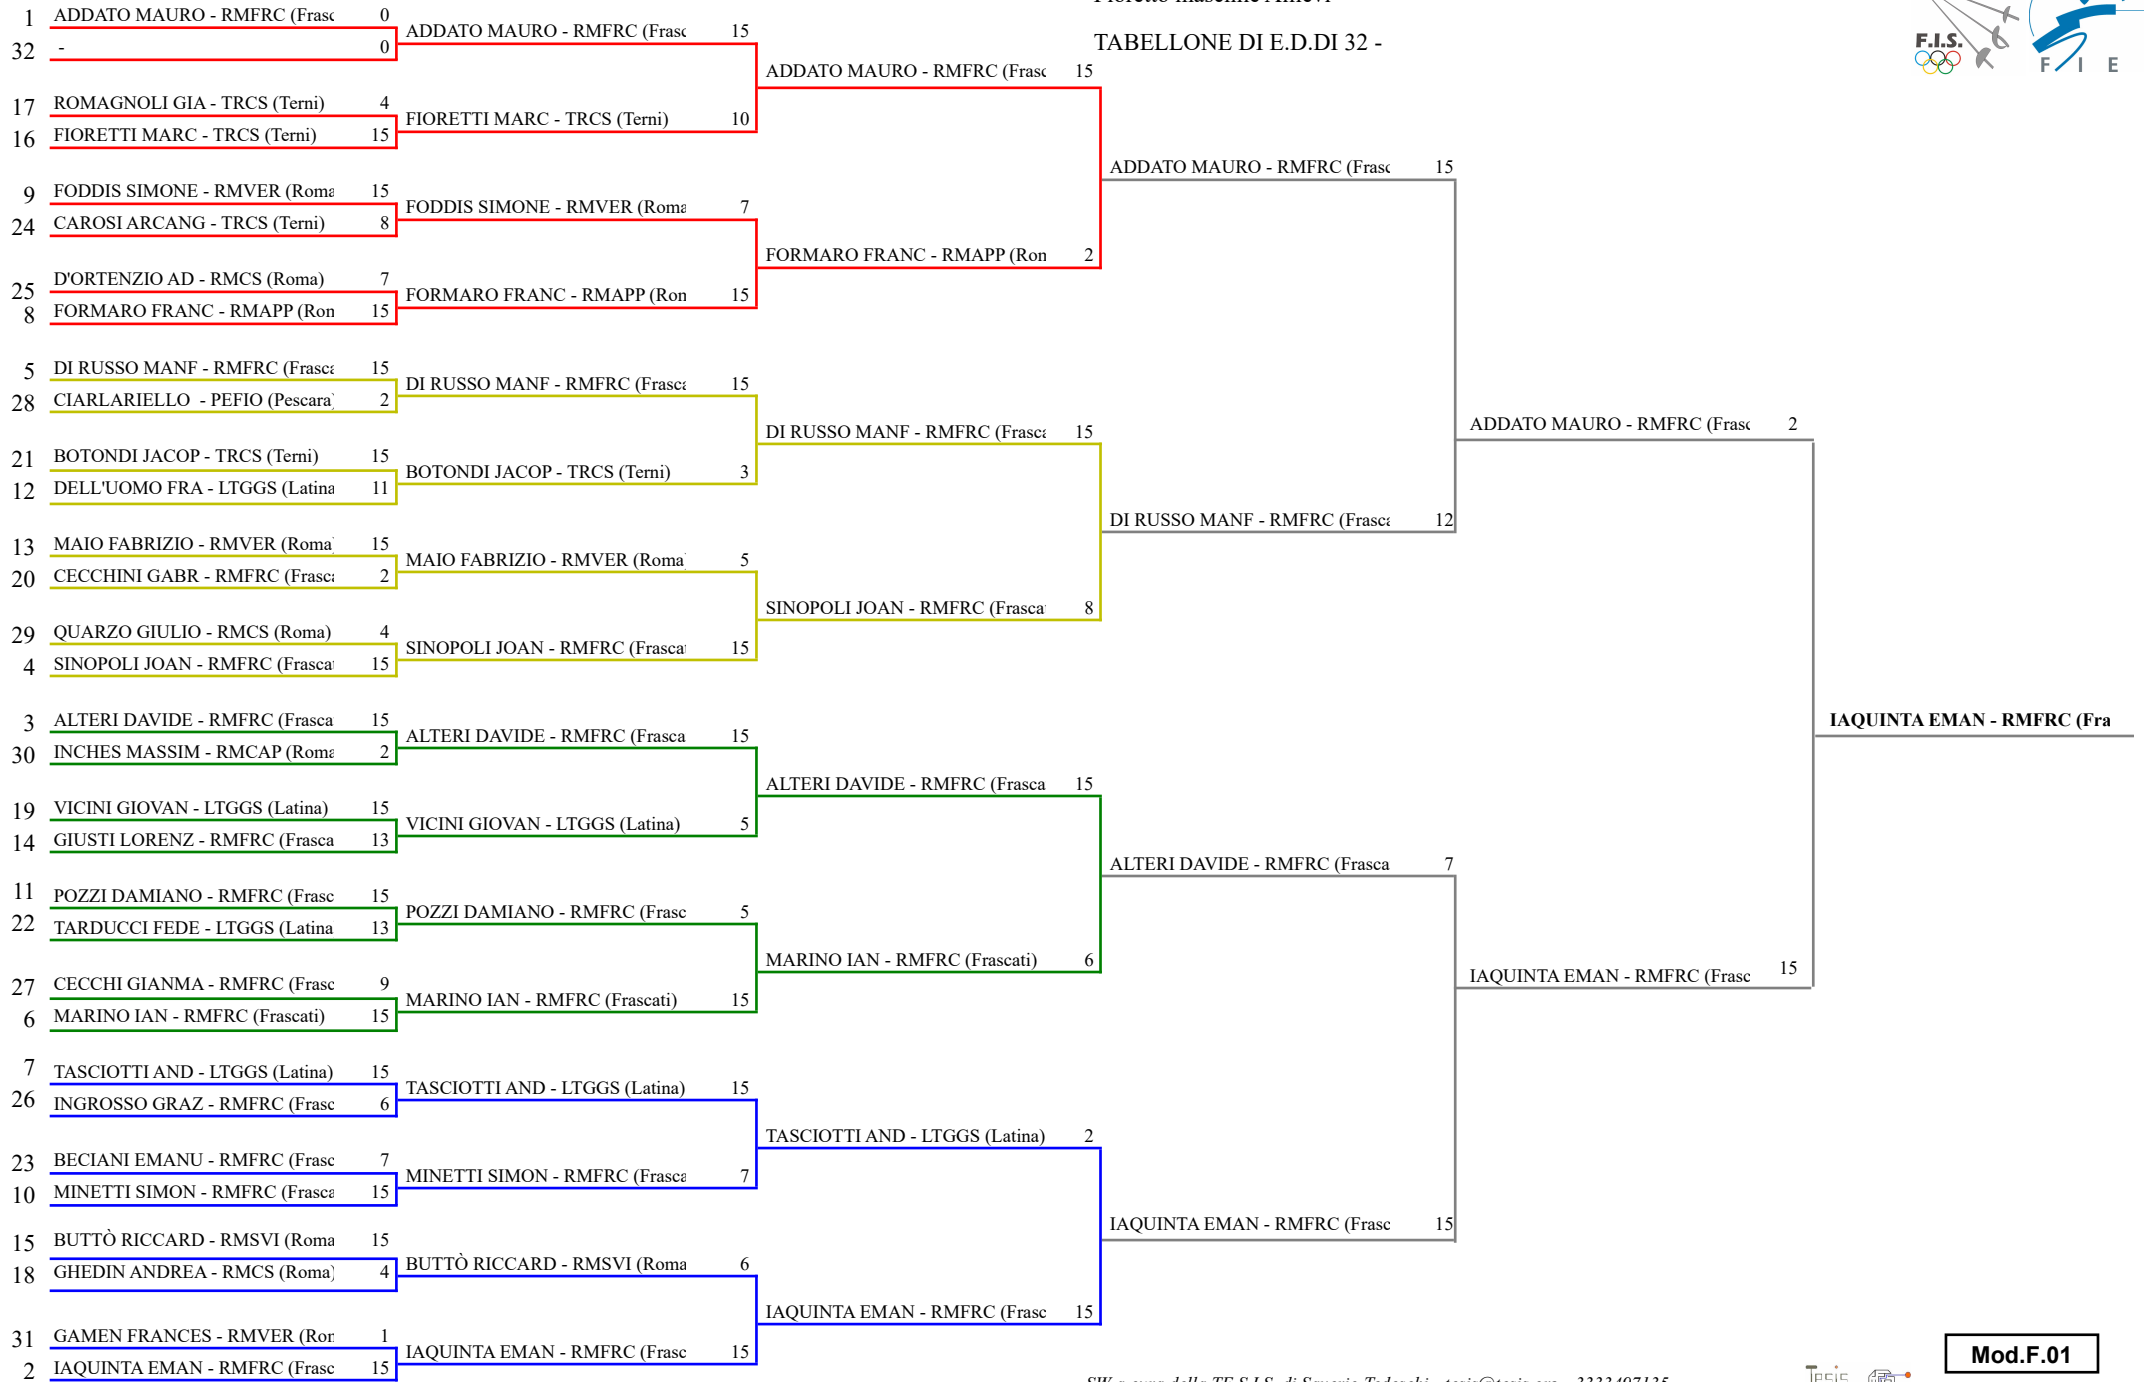 TABELLONE DI E.D.DI 32 -
F.I.S.
F I E
1 ADDATO MAURO - RMFRC (Frasc 0
32 - 0
17 ROMAGNOLI GIA - TRCS (Terni) 4
16 FIORETTI MARC - TRCS (Terni) 15
9 FODDIS SIMONE - RMVER (Roma 15
24 CAROSI ARCANG - TRCS (Terni) 8
25 D'ORTENZIO AD - RMCS (Roma) 7
8 FORMARO FRANC - RMAPP (Ron 15
5 DI RUSSO MANF - RMFRC (Frasca 15
28 CIARLARIELLO - PEFIO (Pescara) 2
21 BOTONDI JACOP - TRCS (Terni) 15
12 DELL'UOMO FRA - LTGGS (Latina 11
13 MAIO FABRIZIO - RMVER (Roma) 15
20 CECCHINI GABR - RMFRC (Frasca 2
29 QUARZO GIULIO - RMCS (Roma) 4
4 SINOPOLI JOAN - RMFRC (Frasca 15
3 ALTERI DAVIDE - RMFRC (Frasca 15
30 INCHES MASSIM - RMCAP (Roma 2
19 VICINI GIOVAN - LTGGS (Latina) 15
14 GIUSTI LORENZ - RMFRC (Frasca 13
11 POZZI DAMIANO - RMFRC (Frasc 15
22 TARDUCCI FEDE - LTGGS (Latina 13
27 CECCHI GIANMA - RMFRC (Frasc 9
6 MARINO IAN - RMFRC (Frascati) 15
7 TASCIOTTI AND - LTGGS (Latina) 15
26 INGROSSO GRAZ - RMFRC (Frasc 6
23 BECIANI EMANU - RMFRC (Frasc 7
10 MINETTI SIMON - RMFRC (Frasca 15
15 BUTTÒ RICCARD - RMSVI (Roma 15
18 GHEDIN ANDREA - RMCS (Roma) 4
31 GAMEN FRANCES - RMVER (Ron 1
2 IAQUINTA EMAN - RMFRC (Frasc 15
ADDATO MAURO - RMFRC (Frasc 15
FIORETTI MARC - TRCS (Terni) 10
FODDIS SIMONE - RMVER (Roma 7
FORMARO FRANC - RMAPP (Ron 15
DI RUSSO MANF - RMFRC (Frasca 15
BOTONDI JACOP - TRCS (Terni) 3
MAIO FABRIZIO - RMVER (Roma) 5
SINOPOLI JOAN - RMFRC (Frasca 15
ALTERI DAVIDE - RMFRC (Frasca 15
VICINI GIOVAN - LTGGS (Latina) 5
POZZI DAMIANO - RMFRC (Frasc 5
MARINO IAN - RMFRC (Frascati) 15
TASCIOTTI AND - LTGGS (Latina) 15
MINETTI SIMON - RMFRC (Frasca 7
BUTTÒ RICCARD - RMSVI (Roma 6
IAQUINTA EMAN - RMFRC (Frasc 15
ADDATO MAURO - RMFRC (Frasc 15
FORMARO FRANC - RMAPP (Ron 2
DI RUSSO MANF - RMFRC (Frasca 15
SINOPOLI JOAN - RMFRC (Frasca 8
ALTERI DAVIDE - RMFRC (Frasca 15
MARINO IAN - RMFRC (Frascati) 6
TASCIOTTI AND - LTGGS (Latina) 2
IAQUINTA EMAN - RMFRC (Frasc 15
ADDATO MAURO - RMFRC (Frasc 15
DI RUSSO MANF - RMFRC (Frasca 12
ALTERI DAVIDE - RMFRC (Frasca 7
IAQUINTA EMAN - RMFRC (Frasc 15
ADDATO MAURO - RMFRC (Frasc 2
IAQUINTA EMAN - RMFRC (Frasc 15
IAQUINTA EMAN - RMFRC (Fra
Mod.F.01